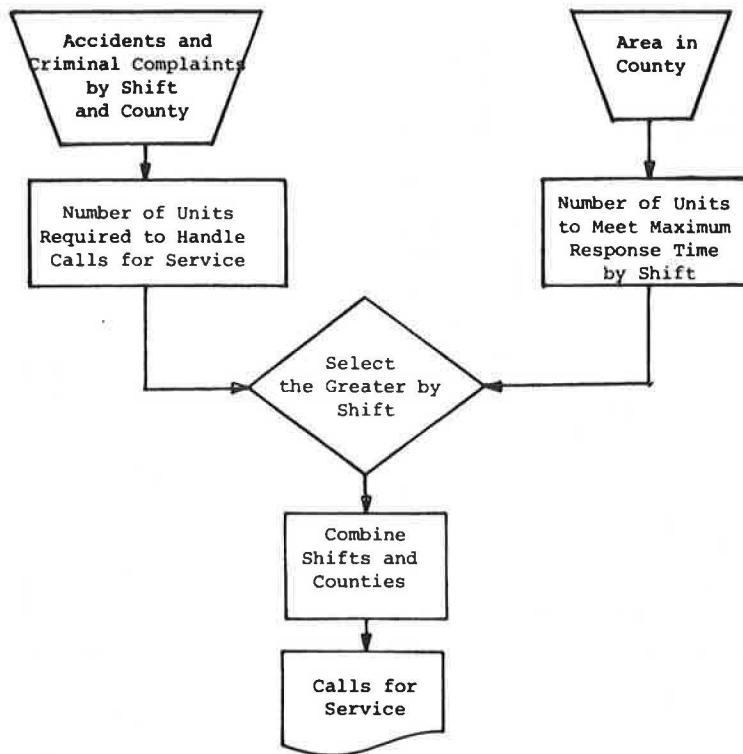 Accidents and
Criminal Complaints
by Shift
and County
Area in
County
Number of Units
Required to Handle
Calls for Service
Number of Units
to Meet Maximum
Response Time
by Shift
Select
the Greater by
Shift
Combine
Shifts and
Counties
Calls for
Service